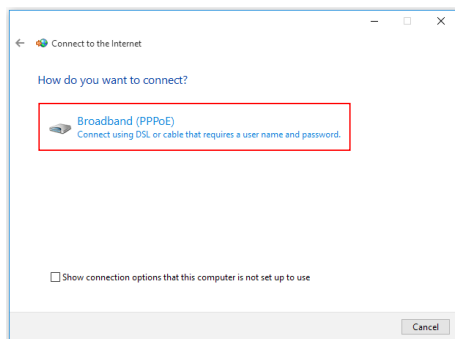 Connect to the Internet
How do you want to connect?
Broadband (PPPoE)
Connect using DSL or cable that requires a user name and password.
Show connection options that this computer is not set up to use
Cancel